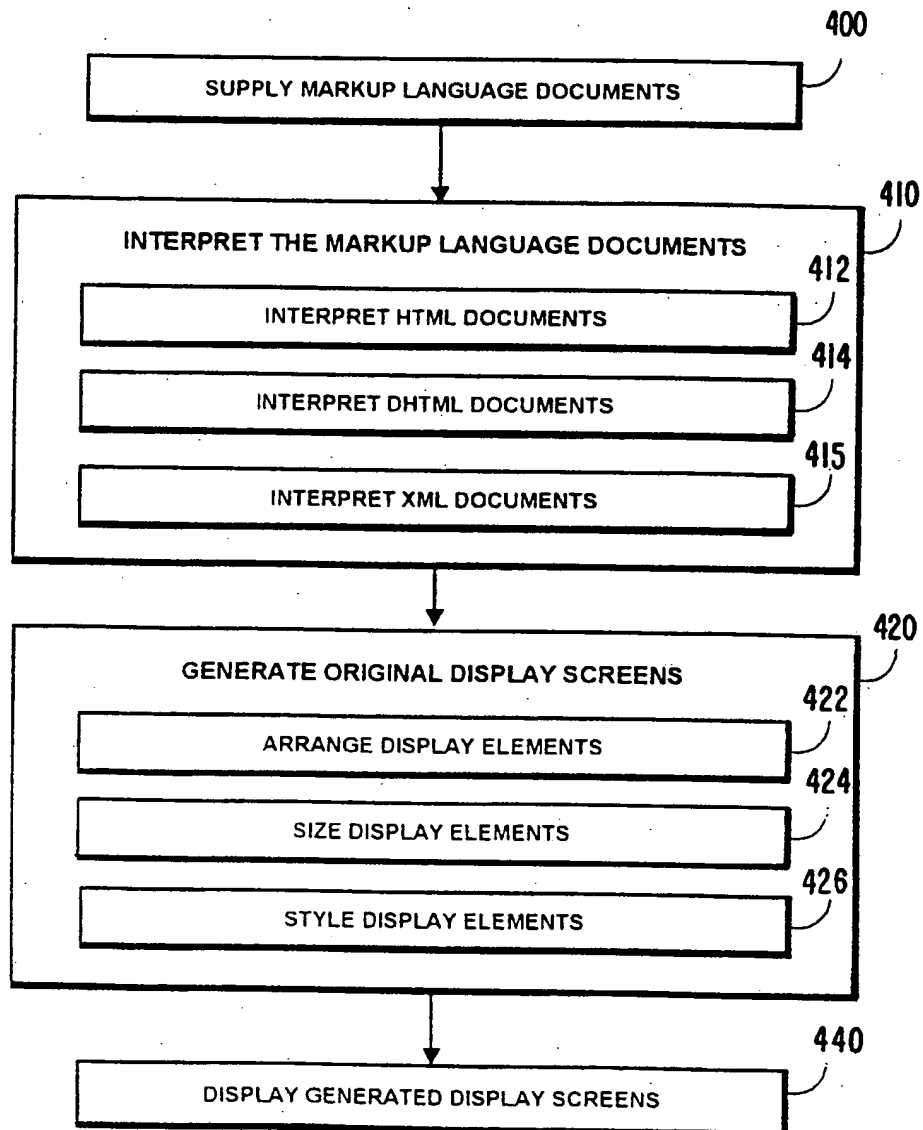 400
SUPPLY MARKUP LANGUAGE DOCUMENTS
410
INTERPRET THE MARKUP LANGUAGE DOCUMENTS
412
INTERPRET HTML DOCUMENTS
414
INTERPRET DHTML DOCUMENTS
415
INTERPRET XML DOCUMENTS
420
GENERATE ORIGINAL DISPLAY SCREENS
422
ARRANGE DISPLAY ELEMENTS
424
SIZE DISPLAY ELEMENTS
426
STYLE DISPLAY ELEMENTS
440
DISPLAY GENERATED DISPLAY SCREENS